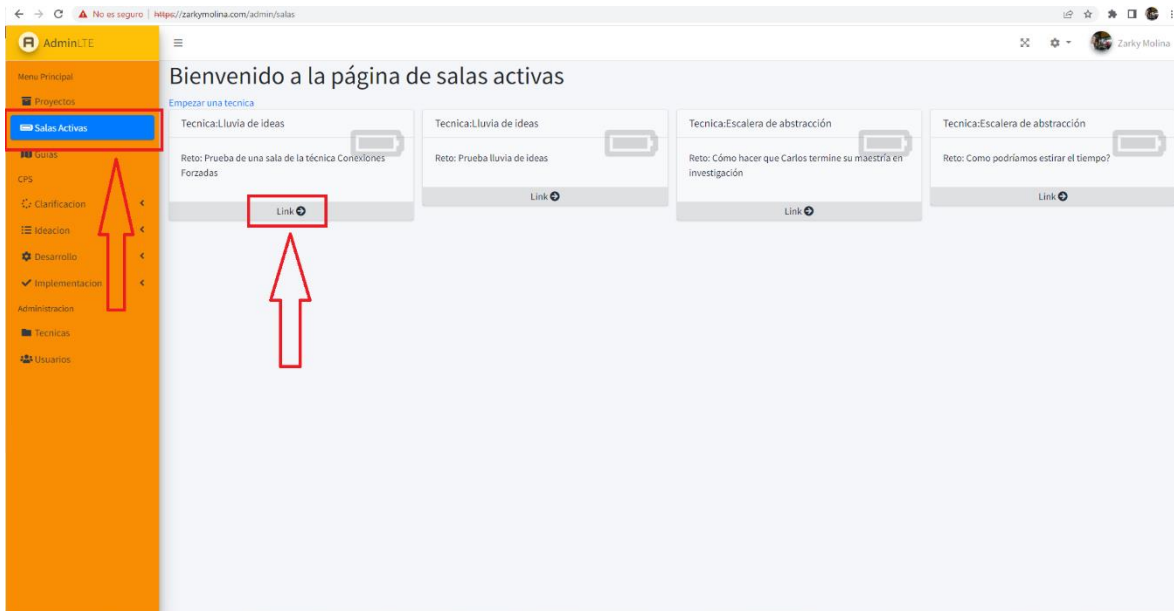 No es seguro | https://zarkymolina.com/admin/salas
AdminLTE
Zarky Molina
Menu Principal
Proyectos
Salas Activas
Guias
CPS
Clarificacion
Ideacion
Desarrollo
Implementacion
Administracion
Tecnicas
Usuarios
Bienvenido a la página de salas activas
Empezar una tecnica
Tecnica:Lluvia de ideas
Reto: Prueba de una sala de la técnica Conexiones
Forzadas
Link
Tecnica:Lluvia de ideas
Reto: Prueba lluvia de ideas
Link
Tecnica:Escalera de abstracción
Reto: Cómo hacer que Carlos termine su maestría en
investigación
Link
Tecnica:Escalera de abstracción
Reto: Como podríamos estirar el tiempo?
Link